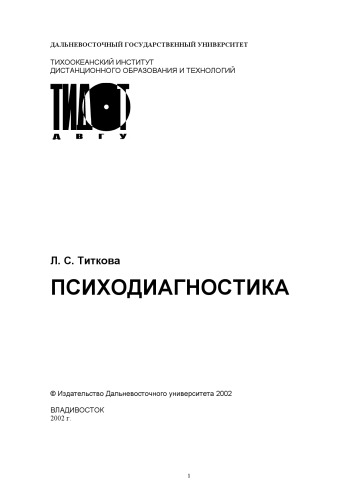 ДАЛЬНЕВОСТОЧНЫЙ ГОСУДАРСТВЕННЫЙ УНИВЕРСИТЕТ
ТИХООКЕАНСКИЙ ИНСТИТУТ
ДИСТАНЦИОННОГО ОБРАЗОВАНИЯ И ТЕХНОЛОГИЙ
ТИДОТ
ДВГУ
Л. С. Титкова
ПСИХОДИАГНОСТИКА
© Издательство Дальневосточного университета 2002
ВЛАДИВОСТОК
2002 г.
1